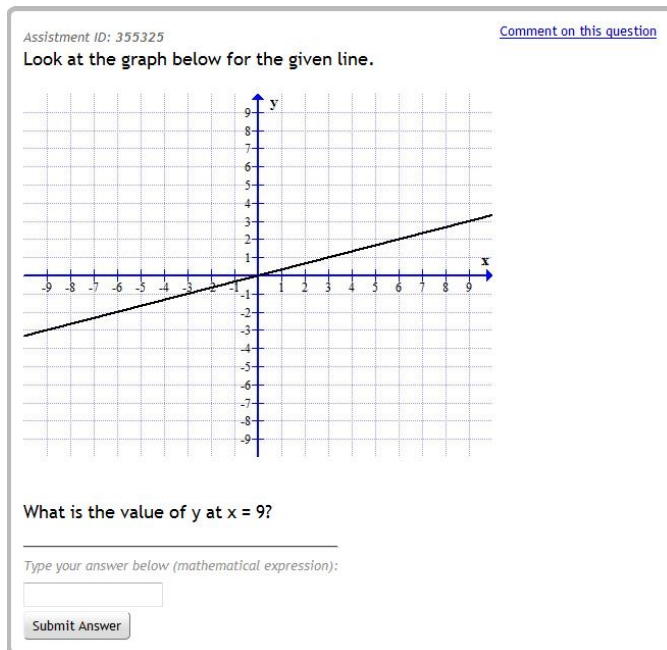 Assistment ID: 355325
Comment on this question
Look at the graph below for the given line.
y
9
8
7
6
5
4
3
2
1
x
-9 -8 -7 -6 -5 -4 -3 -2 -1 1 2 3 4 5 6 7 8 9
-1
-2
-3
-4
-5
-6
-7
-8
-9
What is the value of y at x = 9?
Type your answer below (mathematical expression):
Submit Answer